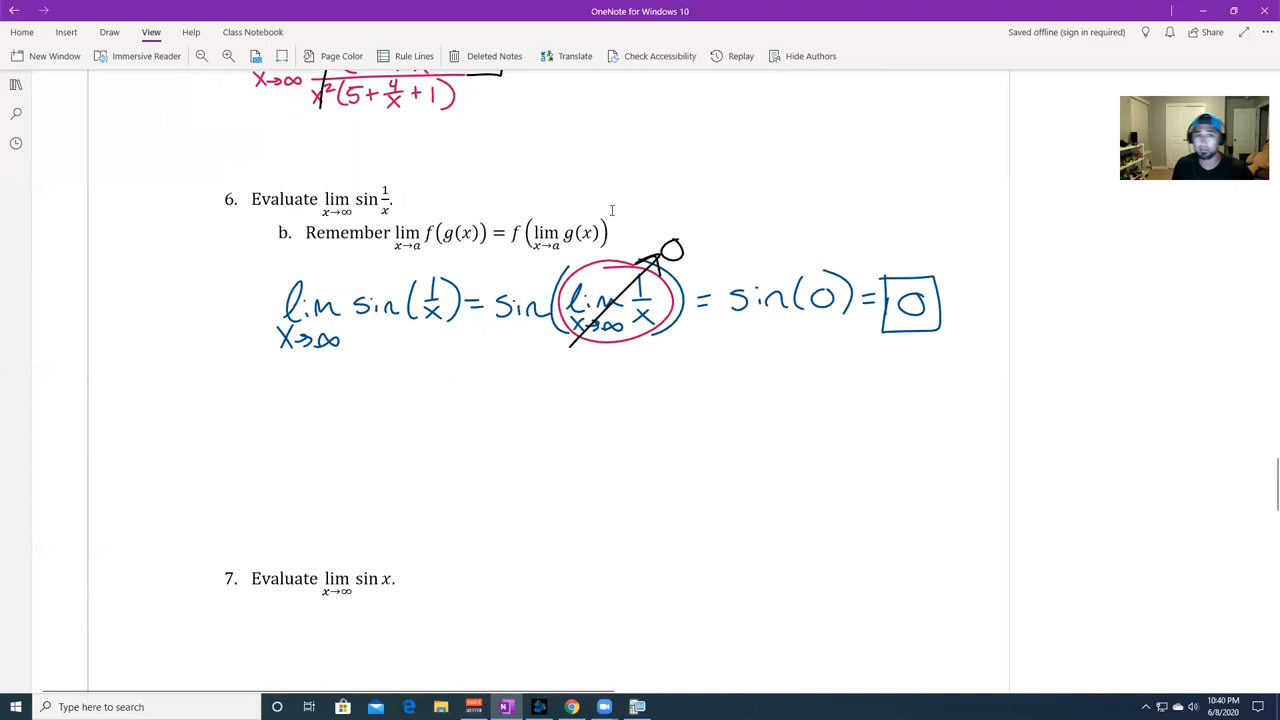 OneNote for Windows 10
Home Insert Draw View Help Class Notebook Saved offline (sign in required) Share
New Window Immersive Reader Page Color Rule Lines Deleted Notes Translate Check Accessibility Replay Hide Authors
x→∞ x²(5+4/x+1)
6. Evaluate lim x→∞ sin 1/x.
b. Remember lim x→a f(g(x)) = f(lim x→a g(x))
0
lim x→∞ sin(1/x) = sin(lim x→∞ 1/x) = sin(0) = 0
7. Evaluate lim x→∞ sin x.
Type here to search
10:40 PM
6/8/2020